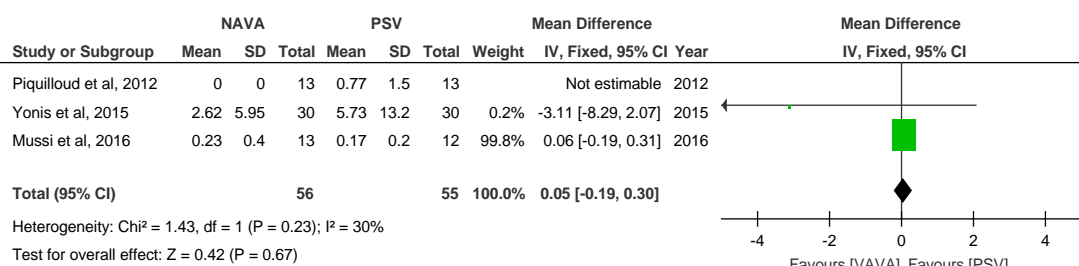 NAVA PSV Mean Difference Mean Difference
Study or Subgroup Mean SD Total Mean SD Total Weight IV, Fixed, 95% CI Year IV, Fixed, 95% CI
Piquilloud et al, 2012 0 0 13 0.77 1.5 13 Not estimable 2012
Yonis et al, 2015 2.62 5.95 30 5.73 13.2 30 0.2% -3.11 [-8.29, 2.07] 2015
Mussi et al, 2016 0.23 0.4 13 0.17 0.2 12 99.8% 0.06 [-0.19, 0.31] 2016
Total (95% CI) 56 55 100.0% 0.05 [-0.19, 0.30]
Heterogeneity: Chi² = 1.43, df = 1 (P = 0.23); I² = 30%
Test for overall effect: Z = 0.42 (P = 0.67)
-4 -2 0 2 4
Favours [VAVA] Favours [PSV]